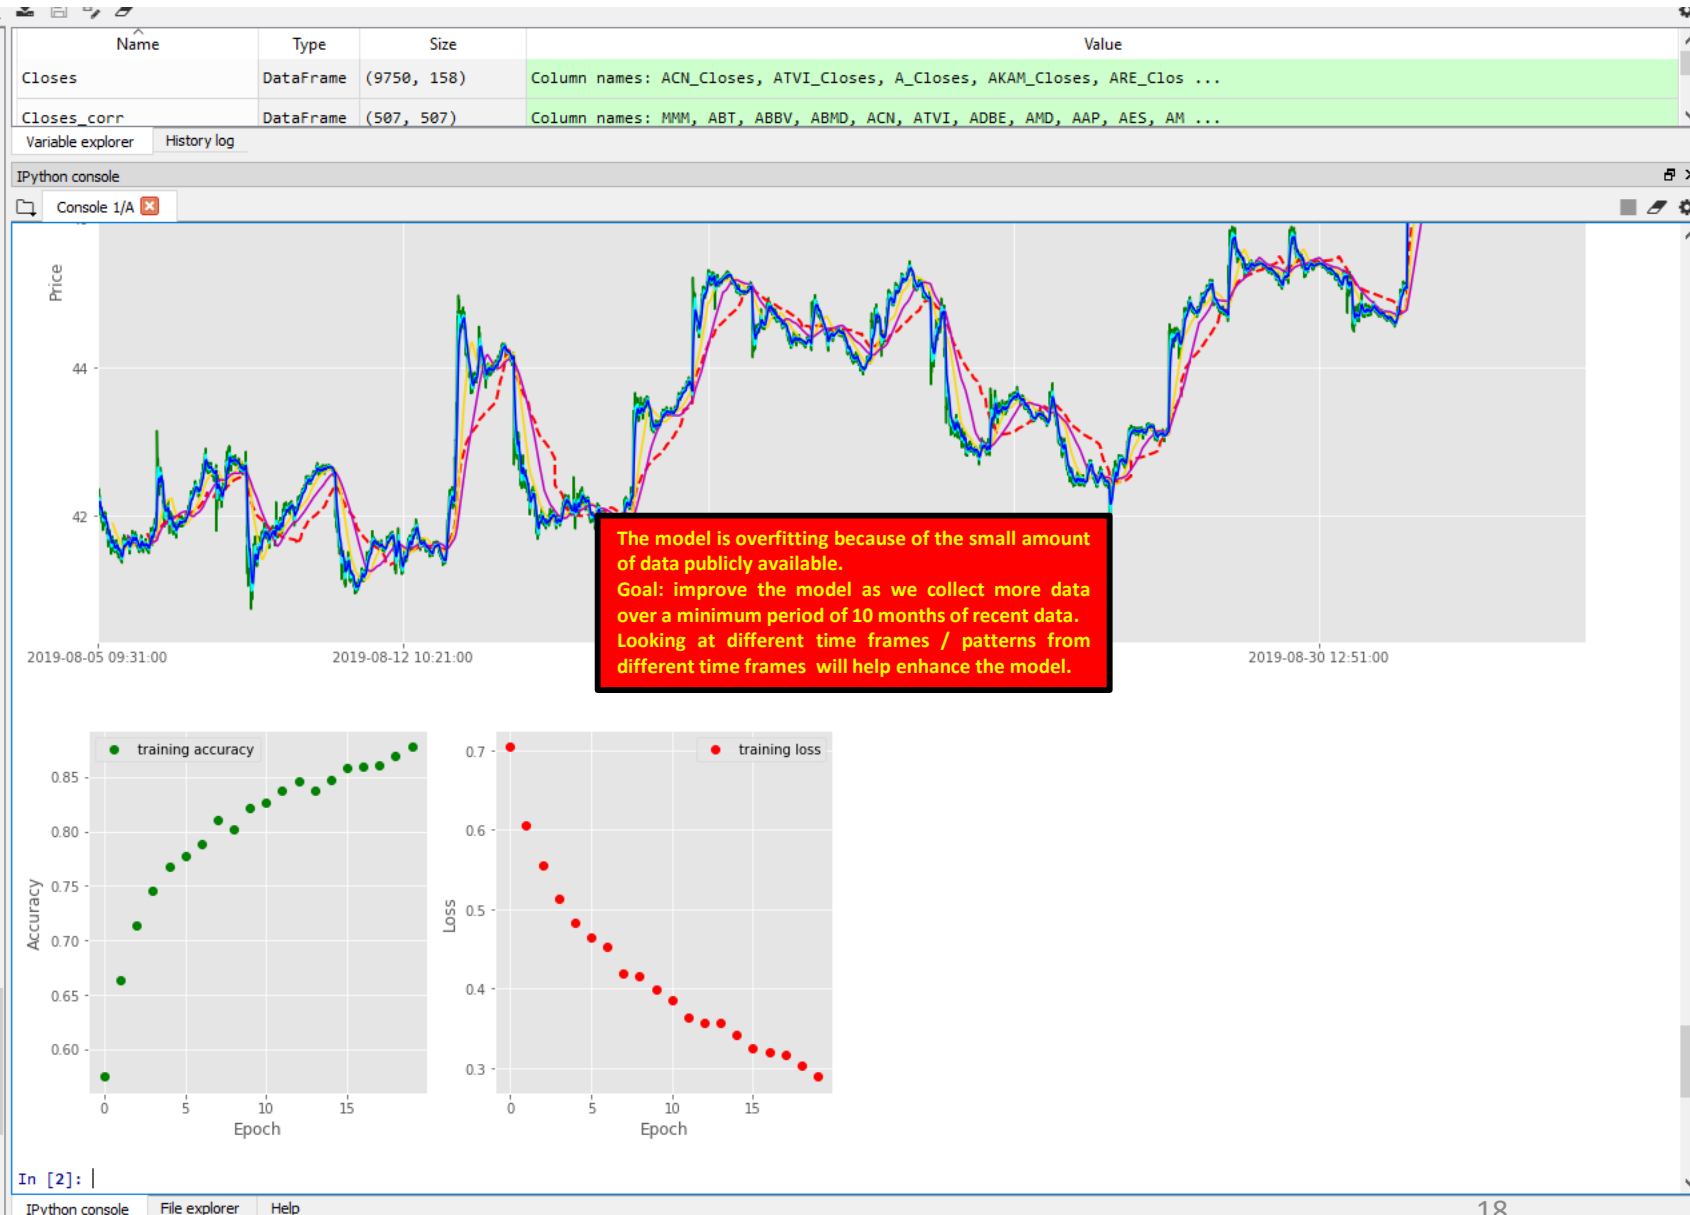 Name Type Size Value
Closes DataFrame (9750, 158) Column names: ACN_Closes, ATVI_Closes, A_Closes, AKAM_Closes, ARE_Clos ...
Closes_corr DataFrame (507, 507) Column names: MMM, ABT, ABBV, ABMD, ACN, ATVI, ADBE, AMD, AAP, AES, AM ...
Variable explorer History log
IPython console
Console 1/A
Price
44
42
The model is overfitting because of the small amount
of data publicly available.
Goal: improve the model as we collect more data
over a minimum period of 10 months of recent data.
Looking at different time frames / patterns from
different time frames will help enhance the model.
2019-08-05 09:31:00 2019-08-12 10:21:00 2019-08-30 12:51:00
training accuracy
0.85
0.80
0.75
0.70
0.65
0.60
Accuracy
0 5 10 15
Epoch
training loss
0.7
0.6
0.5
0.4
0.3
Loss
0 5 10 15
Epoch
In [2]:
IPython console File explorer Help
18